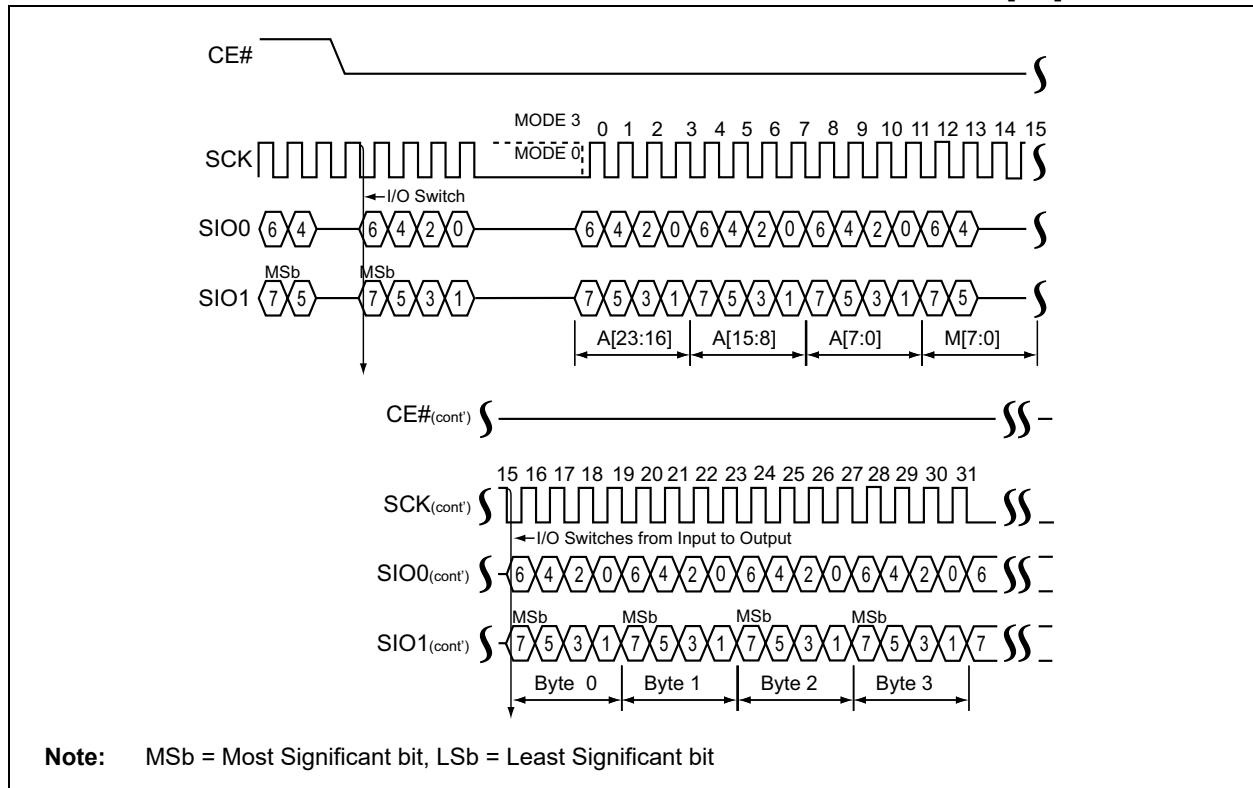 CE#
MODE 3
0 1 2 3 4 5 6 7 8 9 10 11 12 13 14 15
SCK
MODE 0
I/O Switch
SIO0 6 4 6 4 2 0 6 4 2 0 6 4 2 0 6 4 2 0 6 4
MSb MSb
SIO1 7 5 7 5 3 1 7 5 3 1 7 5 3 1 7 5 3 1 7 5
A[23:16] A[15:8] A[7:0] M[7:0]
CE#(cont')
15 16 17 18 19 20 21 22 23 24 25 26 27 28 29 30 31
SCK(cont')
I/O Switches from Input to Output
SIO0(cont') 6 4 2 0 6 4 2 0 6 4 2 0 6 4 2 0 6
MSb MSb MSb MSb
SIO1(cont') 7 5 3 1 7 5 3 1 7 5 3 1 7 5 3 1 7
Byte 0 Byte 1 Byte 2 Byte 3
Note: MSb = Most Significant bit, LSb = Least Significant bit